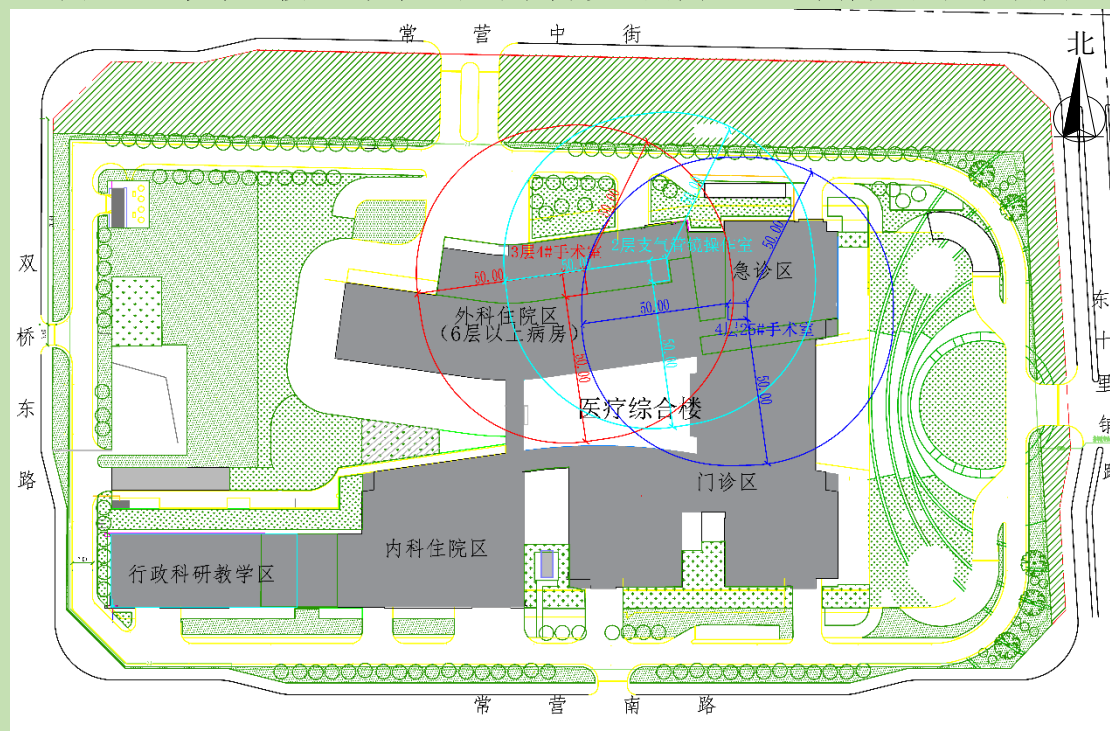 常营中街
北
2层支气管镜操作室
3层4#手术室
急诊区
50.00
50.00
50.00
50.00
50.00
外科住院区
(6层以上病房)
4层25#手术室
50.00
50.00
50.00
医疗综合楼
门诊区
内科住院区
行政科研教学区
双桥东路
东十里铺路
常营南路